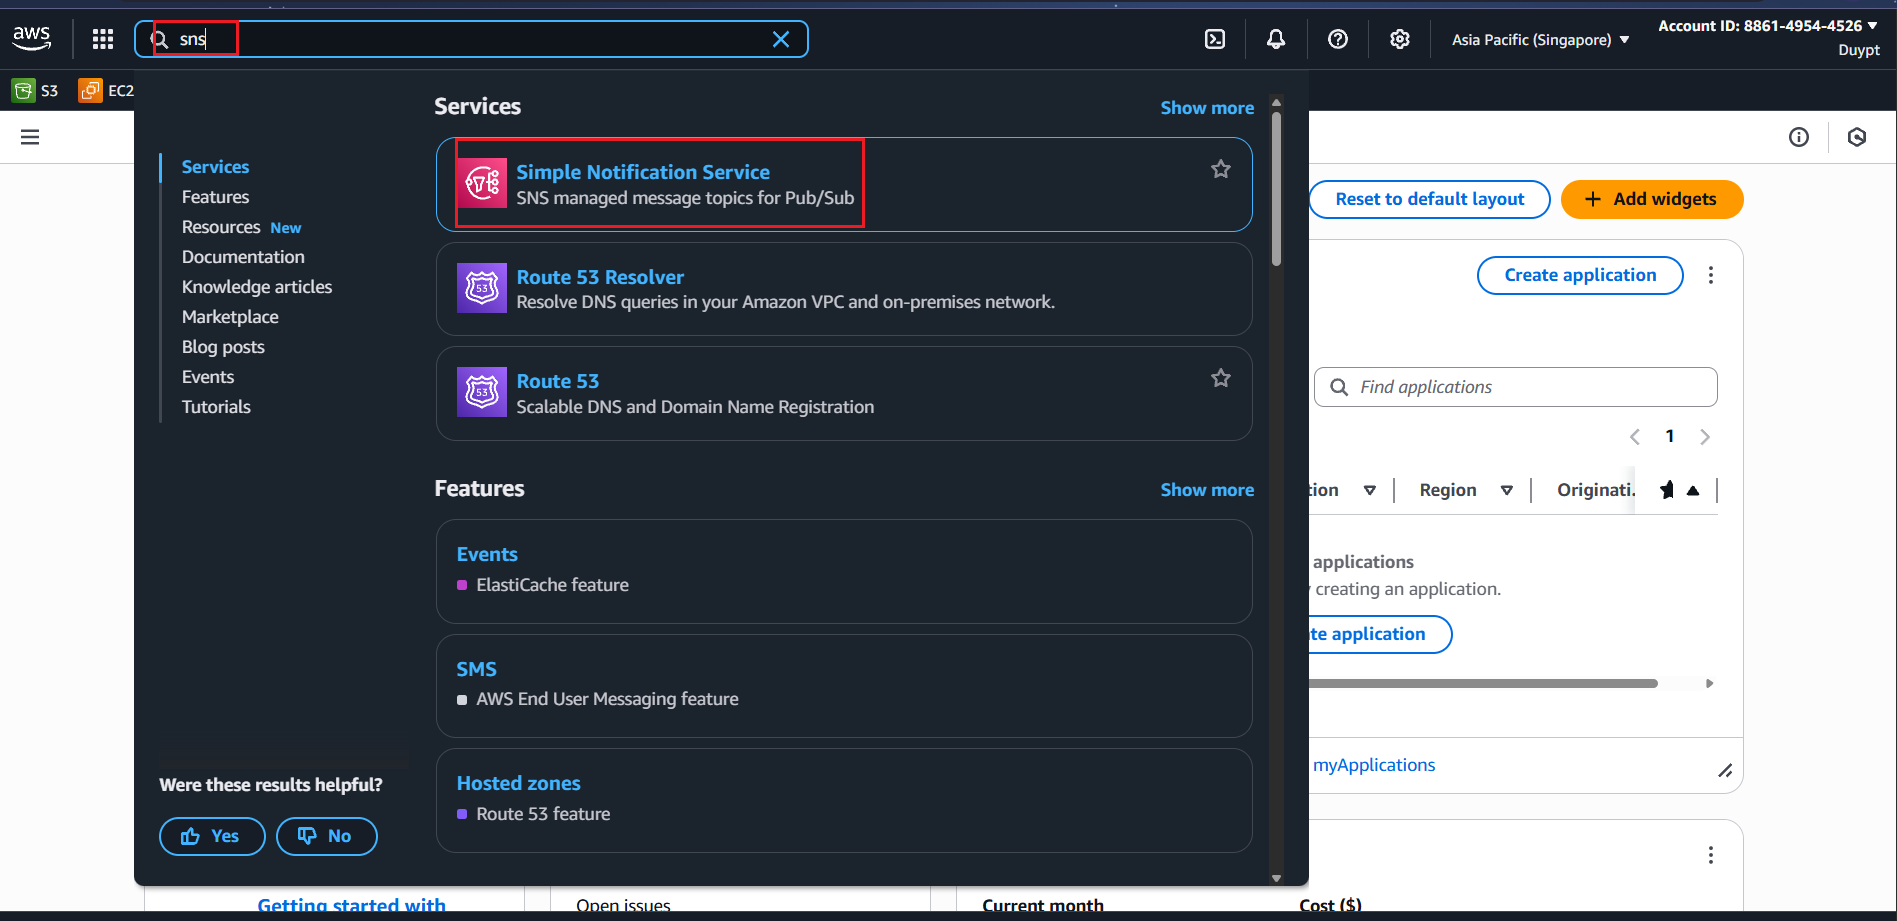 aws
sns
Asia Pacific (Singapore)
Account ID: 8861-4954-4526
Duypt
S3
EC2
Services
Features
Resources New
Documentation
Knowledge articles
Marketplace
Blog posts
Events
Tutorials
Were these results helpful?
Yes
No
Services
Show more
Simple Notification Service
SNS managed message topics for Pub/Sub
Route 53 Resolver
Resolve DNS queries in your Amazon VPC and on-premises network.
Route 53
Scalable DNS and Domain Name Registration
Features
Show more
Events
ElastiCache feature
SMS
AWS End User Messaging feature
Hosted zones
Route 53 feature
Reset to default layout
Add widgets
Create application
Find applications
1
tion
Region
Originati.
applications
creating an application.
te application
myApplications
Getting started with
Open issues
Current month
Cost ($)